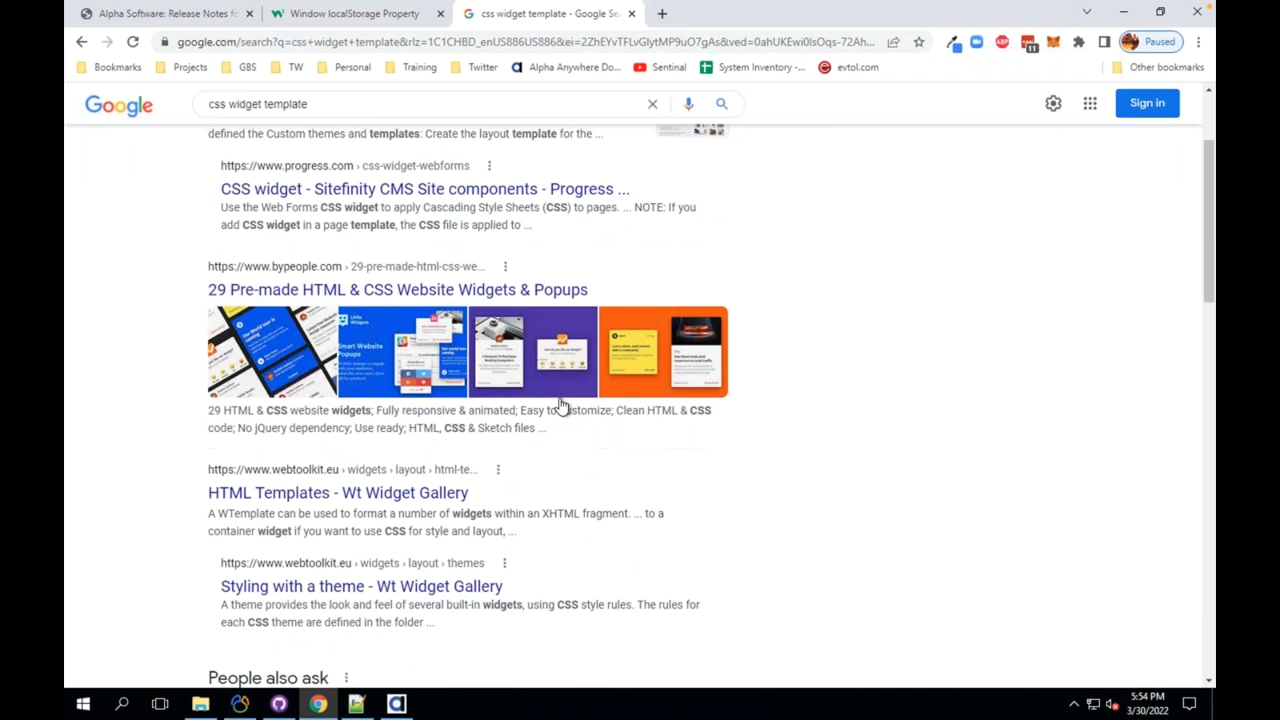 Alpha Software: Release Notes fo
Window localStorage Property
css widget template - Google Se
google.com/search?q=css+widget+template&rlz=1C1CHBD_enUS886US886&ei=2ZhEYvTFLvGlytMP9uO7gAs&ved=0ahUKEwi0lsOqs-72Ah...
Paused
Bookmarks
Projects
GBS
TW
Personal
Training
Twitter
Alpha Anywhere Do...
Sentinal
System Inventory -...
evtol.com
Other bookmarks
Google
css widget template
Sign in
defined the Custom themes and templates: Create the layout template for the ...
https://www.progress.com › css-widget-webforms
CSS widget - Sitefinity CMS Site components - Progress ...
Use the Web Forms CSS widget to apply Cascading Style Sheets (CSS) to pages. ... NOTE: If you
add CSS widget in a page template, the CSS file is applied to ...
https://www.bypeople.com › 29-pre-made-html-css-we...
29 Pre-made HTML & CSS Website Widgets & Popups
Little
Widgets
Smart Website
Popups
29 HTML & CSS website widgets; Fully responsive & animated; Easy to customize; Clean HTML & CSS
code; No jQuery dependency; Use ready; HTML, CSS & Sketch files ...
https://www.webtoolkit.eu › widgets › layout › html-te...
HTML Templates - Wt Widget Gallery
A WTemplate can be used to format a number of widgets within an XHTML fragment. ... to a
container widget if you want to use CSS for style and layout, ...
https://www.webtoolkit.eu › widgets › layout › themes
Styling with a theme - Wt Widget Gallery
A theme provides the look and feel of several built-in widgets, using CSS style rules. The rules for
each CSS theme are defined in the folder ...
People also ask
5:54 PM
3/30/2022